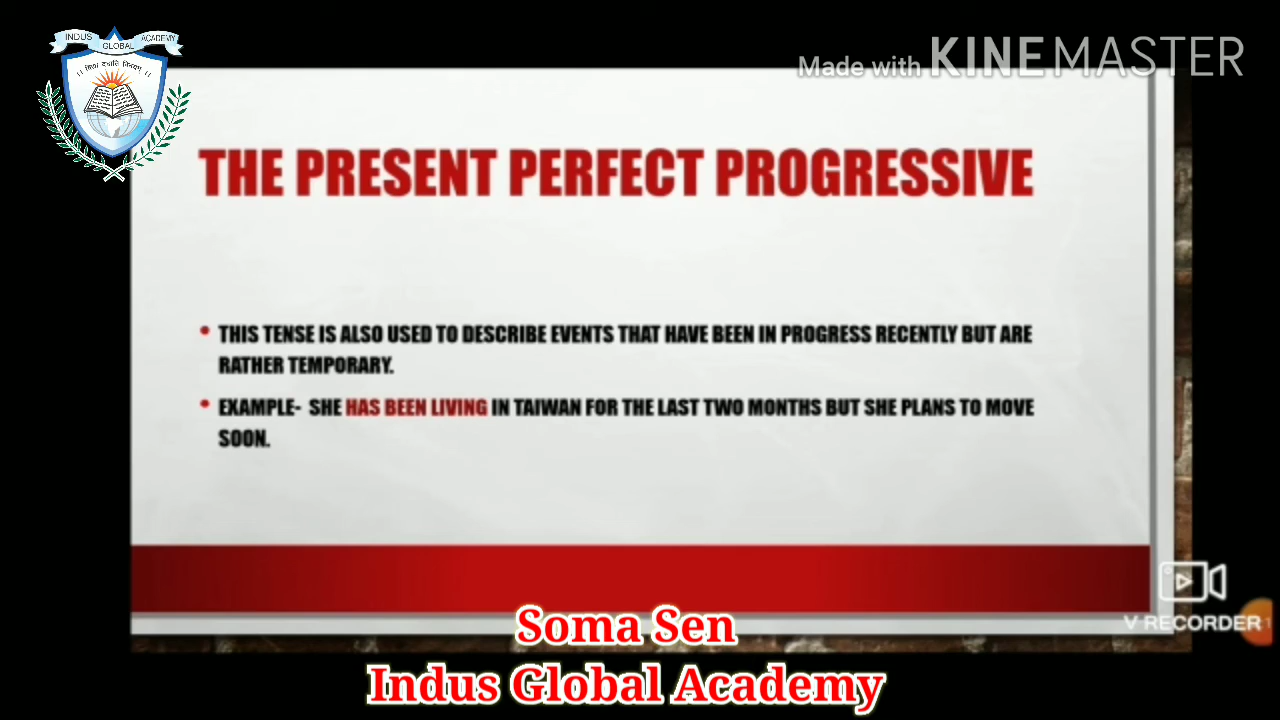 INDUS GLOBAL ACADEMY
Made with KINEMASTER
THE PRESENT PERFECT PROGRESSIVE
• THIS TENSE IS ALSO USED TO DESCRIBE EVENTS THAT HAVE BEEN IN PROGRESS RECENTLY BUT ARE
RATHER TEMPORARY.
• EXAMPLE- SHE HAS BEEN LIVING IN TAIWAN FOR THE LAST TWO MONTHS BUT SHE PLANS TO MOVE
SOON.
V RECORDER
1
Soma Sen
Indus Global Academy